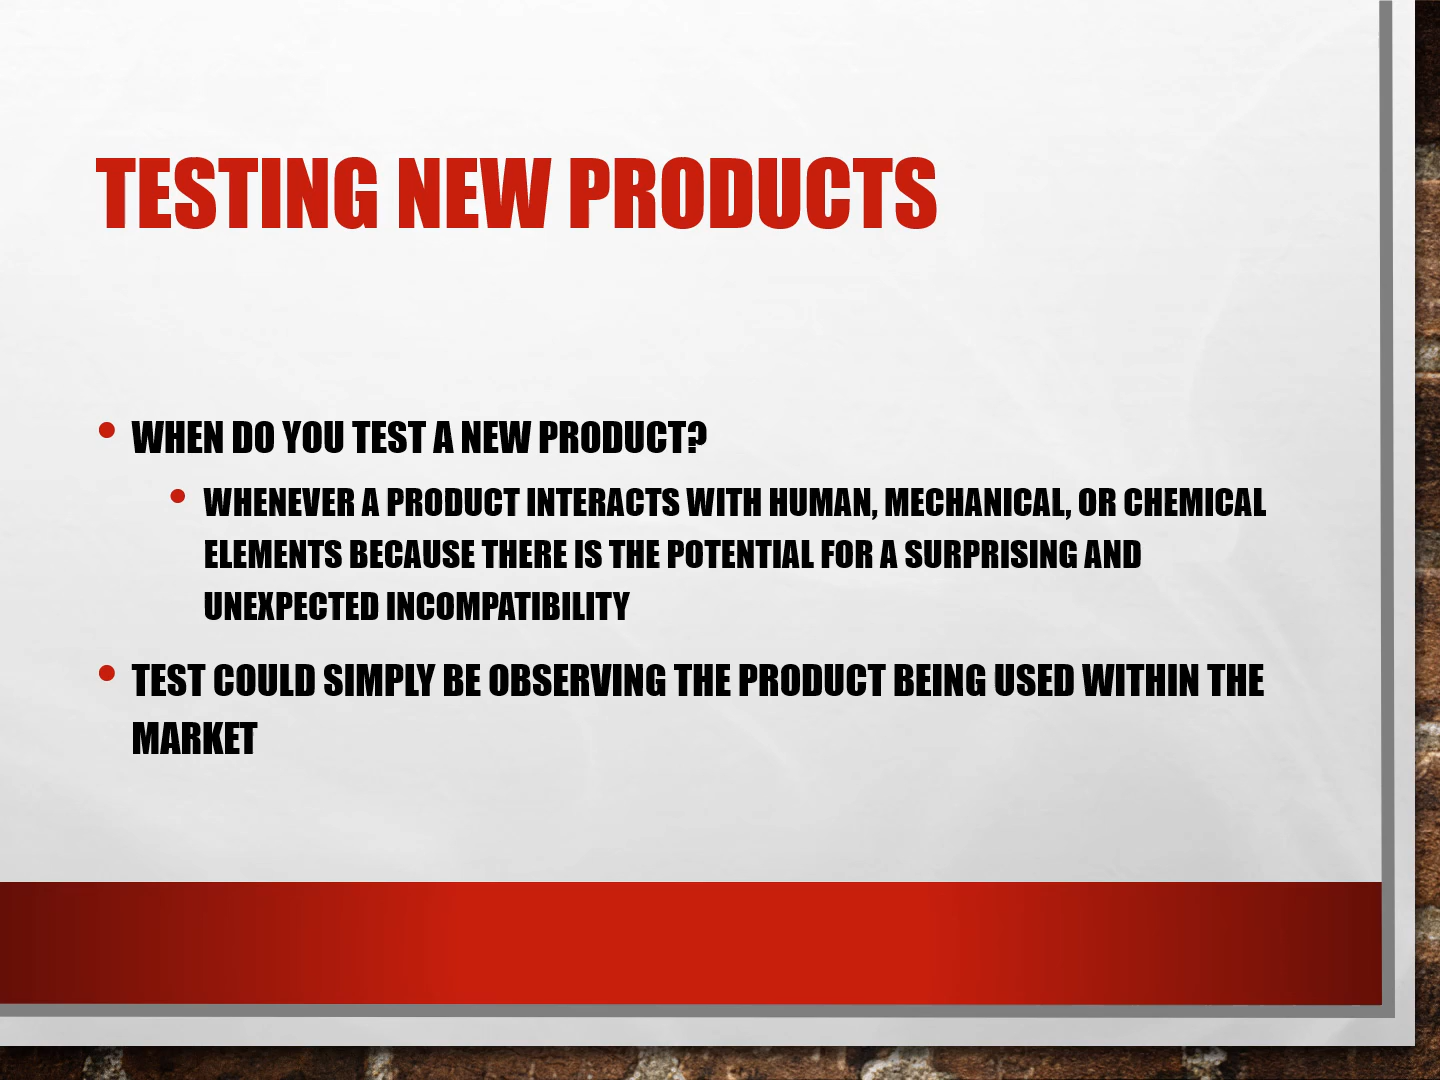 TESTING NEW PRODUCTS
• WHEN DO YOU TEST A NEW PRODUCT?
• WHENEVER A PRODUCT INTERACTS WITH HUMAN, MECHANICAL, OR CHEMICAL
ELEMENTS BECAUSE THERE IS THE POTENTIAL FOR A SURPRISING AND
UNEXPECTED INCOMPATIBILITY
• TEST COULD SIMPLY BE OBSERVING THE PRODUCT BEING USED WITHIN THE
MARKET